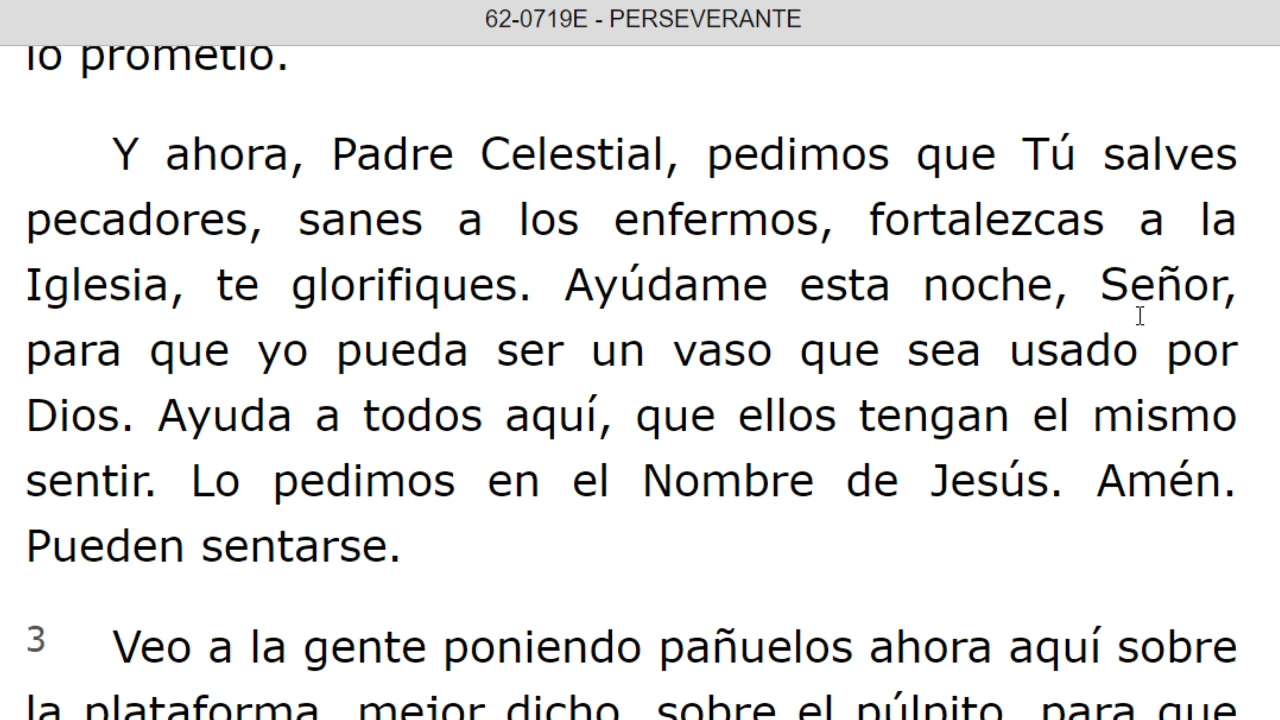 62-0719E - PERSEVERANTE
lo prometió.
Y ahora, Padre Celestial, pedimos que Tú salves
pecadores, sanes a los enfermos, fortalezcas a la
Iglesia, te glorifiques. Ayúdame esta noche, Señor,
para que yo pueda ser un vaso que sea usado por
Dios. Ayuda a todos aquí, que ellos tengan el mismo
sentir. Lo pedimos en el Nombre de Jesús. Amén.
Pueden sentarse.
3 Veo a la gente poniendo pañuelos ahora aquí sobre
la plataforma, mejor dicho, sobre el púlpito, para que